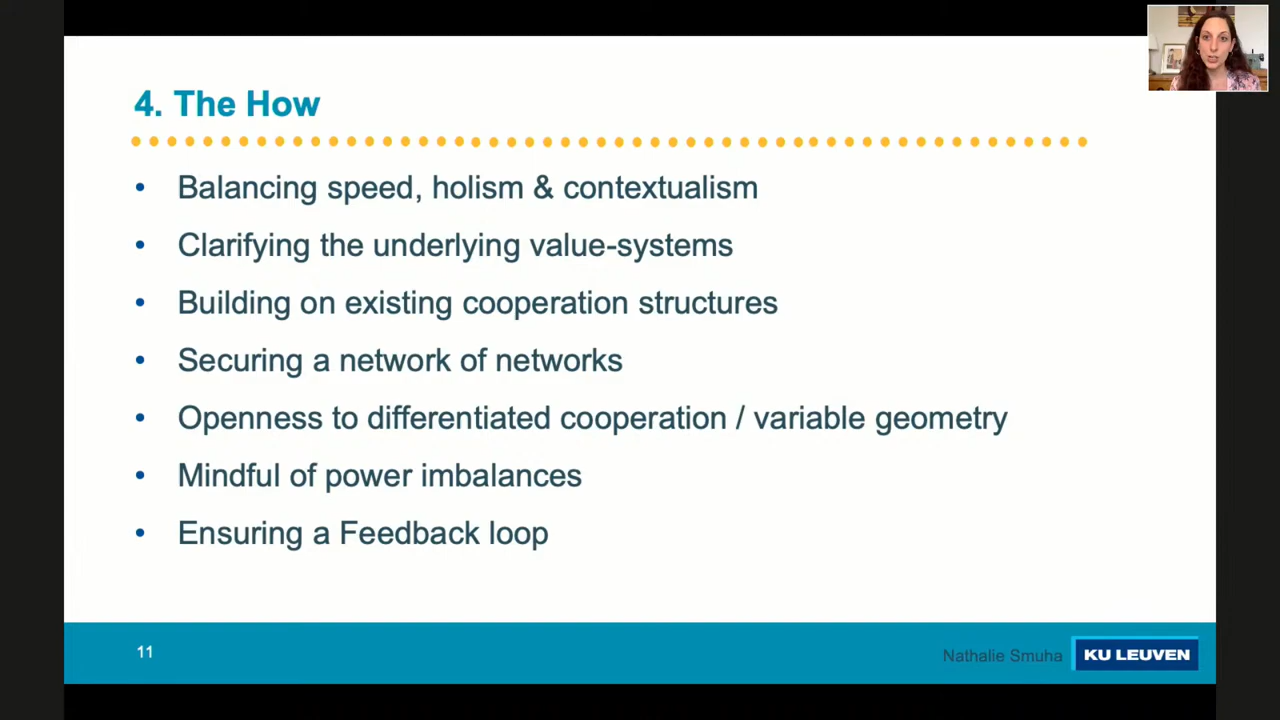 4. The How
• Balancing speed, holism & contextualism
• Clarifying the underlying value-systems
• Building on existing cooperation structures
• Securing a network of networks
• Openness to differentiated cooperation / variable geometry
• Mindful of power imbalances
• Ensuring a Feedback loop
11
Nathalie Smuha
KU LEUVEN